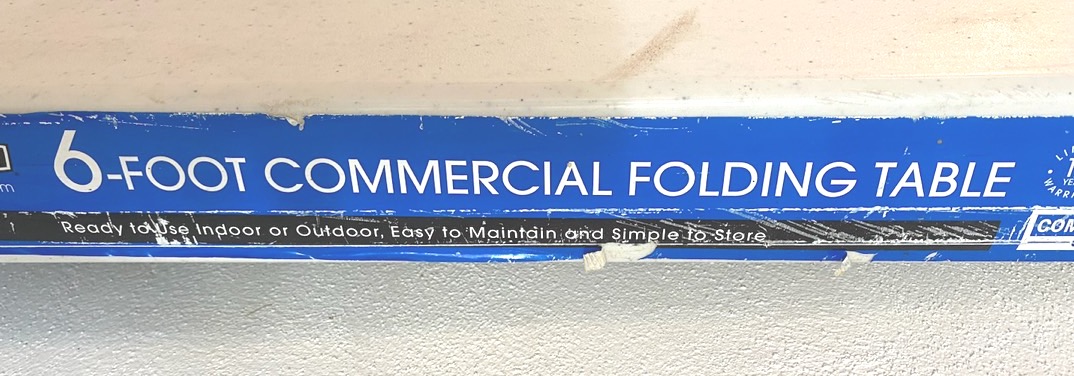 6-FOOT COMMERCIAL FOLDING TABLE
Ready to Use Indoor or Outdoor, Easy to Maintain and Simple to Store